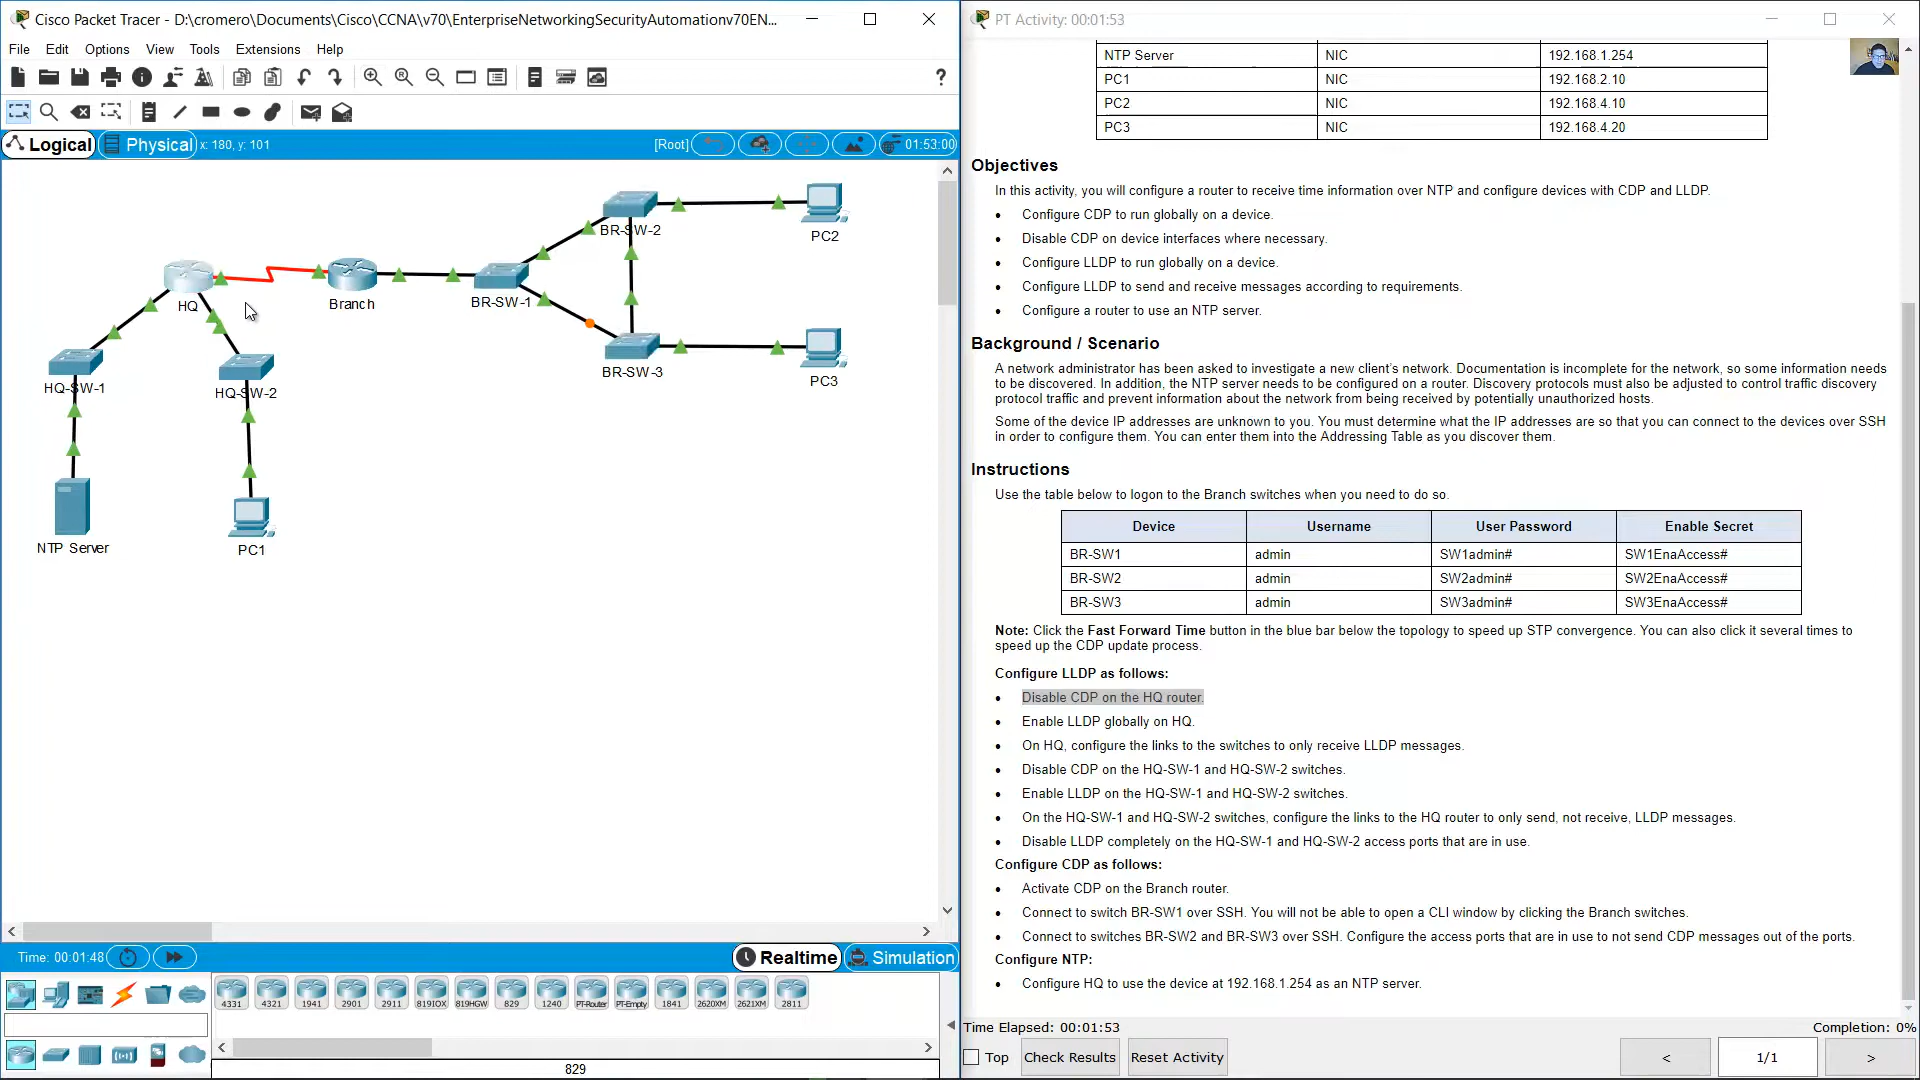 Cisco Packet Tracer - D:\cromero\Documents\Cisco\CCNA\v70\EnterpriseNetworkingSecurityAutomationv70EN...
File Edit Options View Tools Extensions Help
?
Logical Physical x: 180, y: 101 [Root] 01:53:00
BR-SW-2
PC2
HQ
Branch
BR-SW-1
BR-SW-3
PC3
HQ-SW-1
HQ-SW-2
NTP Server
PC1
Time: 00:01:48 Realtime Simulation
4331 4321 1941 2901 2911 819IOX 819HGW 829 1240 PT-Router PT-Empty 1841 2620XM 2621XM 2811
829
PT Activity: 00:01:53
NTP Server NIC 192.168.1.254
PC1 NIC 192.168.2.10
PC2 NIC 192.168.4.10
PC3 NIC 192.168.4.20
Objectives
In this activity, you will configure a router to receive time information over NTP and configure devices with CDP and LLDP.
• Configure CDP to run globally on a device.
• Disable CDP on device interfaces where necessary.
• Configure LLDP to run globally on a device.
• Configure LLDP to send and receive messages according to requirements.
• Configure a router to use an NTP server.
Background / Scenario
A network administrator has been asked to investigate a new client's network. Documentation is incomplete for the network, so some information needs
to be discovered. In addition, the NTP server needs to be configured on a router. Discovery protocols must also be adjusted to control traffic discovery
protocol traffic and prevent information about the network from being received by potentially unauthorized hosts.
Some of the device IP addresses are unknown to you. You must determine what the IP addresses are so that you can connect to the devices over SSH
in order to configure them. You can enter them into the Addressing Table as you discover them.
Instructions
Use the table below to logon to the Branch switches when you need to do so.
Device Username User Password Enable Secret
BR-SW1 admin SW1admin# SW1EnaAccess#
BR-SW2 admin SW2admin# SW2EnaAccess#
BR-SW3 admin SW3admin# SW3EnaAccess#
Note: Click the Fast Forward Time button in the blue bar below the topology to speed up STP convergence. You can also click it several times to
speed up the CDP update process.
Configure LLDP as follows:
• Disable CDP on the HQ router.
• Enable LLDP globally on HQ.
• On HQ, configure the links to the switches to only receive LLDP messages.
• Disable CDP on the HQ-SW-1 and HQ-SW-2 switches.
• Enable LLDP on the HQ-SW-1 and HQ-SW-2 switches.
• On the HQ-SW-1 and HQ-SW-2 switches, configure the links to the HQ router to only send, not receive, LLDP messages.
• Disable LLDP completely on the HQ-SW-1 and HQ-SW-2 access ports that are in use.
Configure CDP as follows:
• Activate CDP on the Branch router.
• Connect to switch BR-SW1 over SSH. You will not be able to open a CLI window by clicking the Branch switches.
• Connect to switches BR-SW2 and BR-SW3 over SSH. Configure the access ports that are in use to not send CDP messages out of the ports.
Configure NTP:
• Configure HQ to use the device at 192.168.1.254 as an NTP server.
Time Elapsed: 00:01:53 Completion: 0%
Top Check Results Reset Activity < 1/1 >